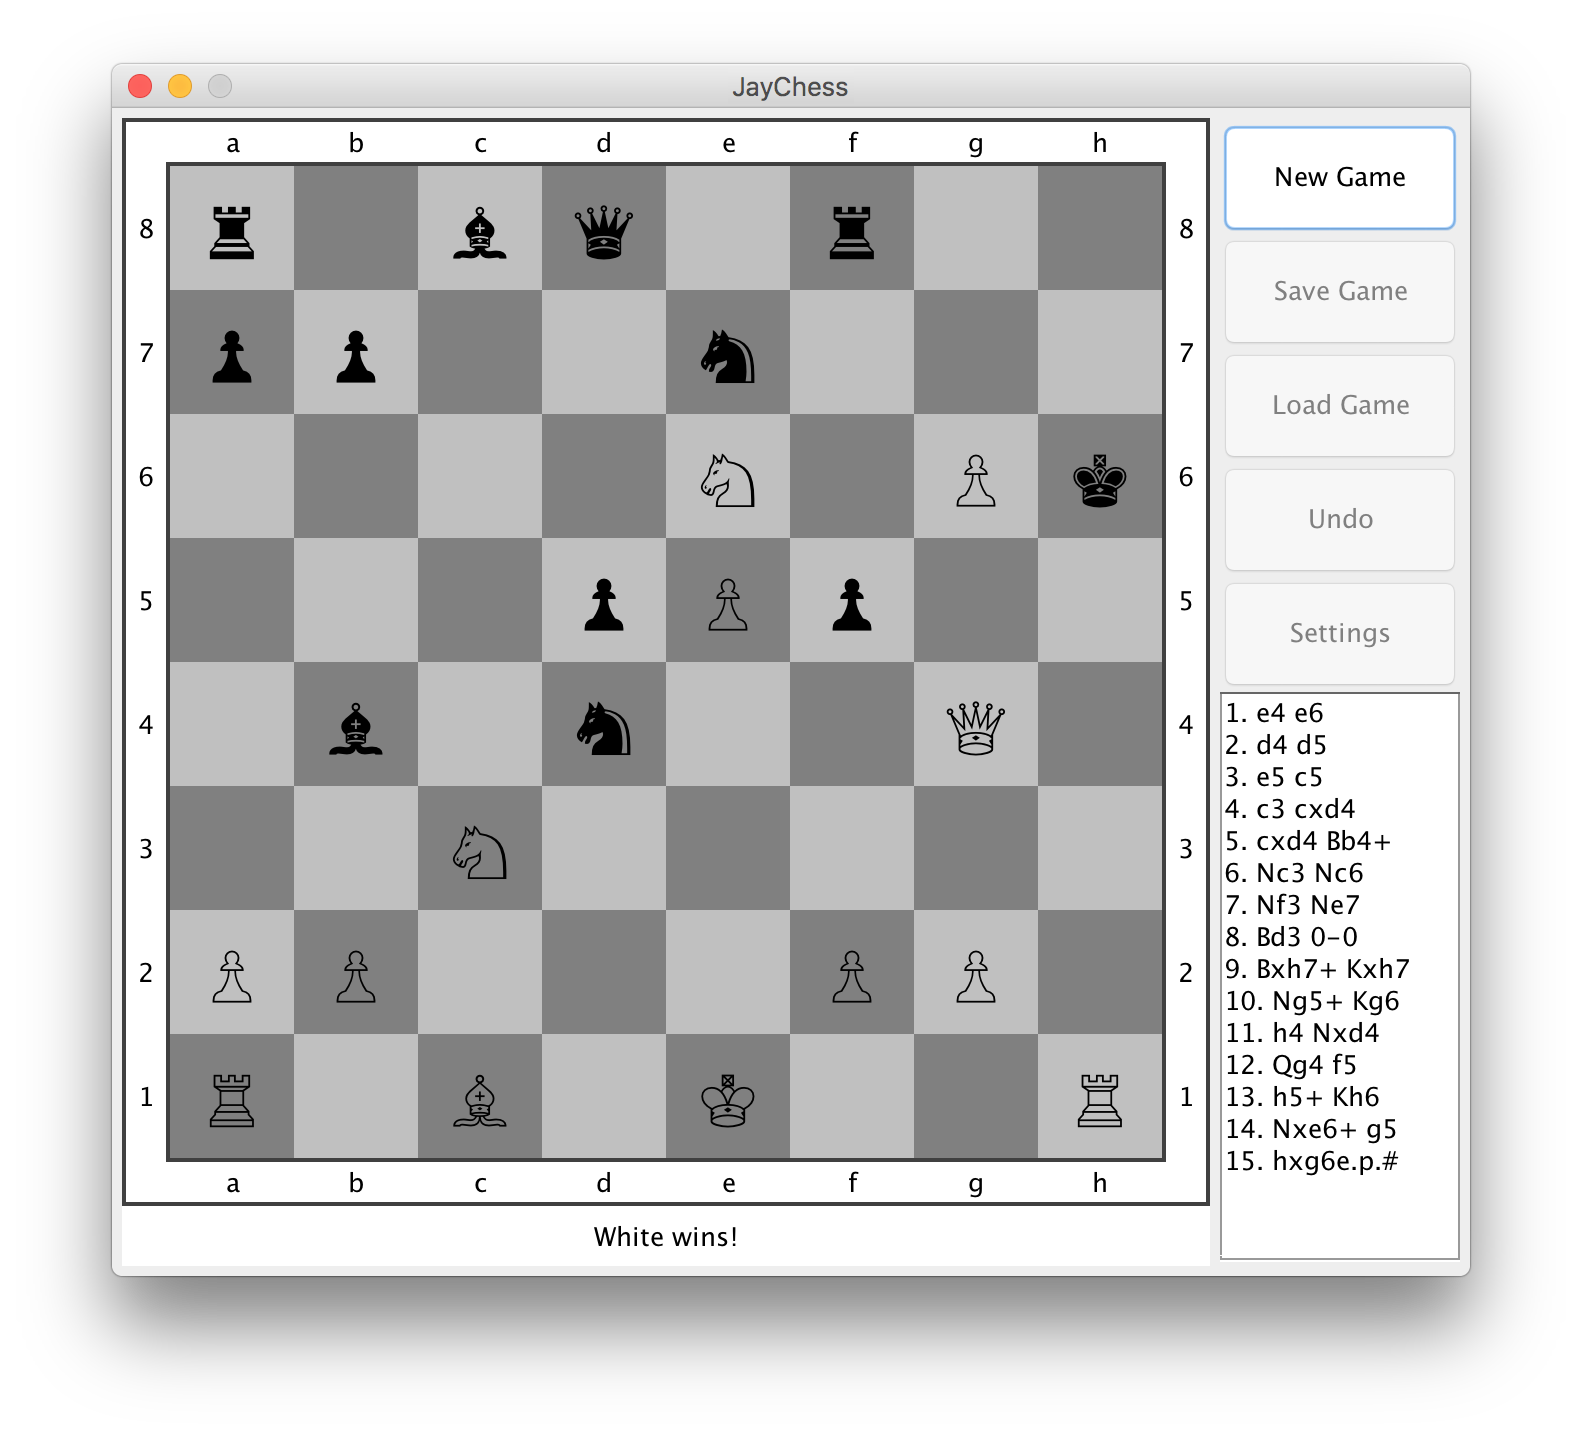 JayChess
a b c d e f g h
8 8
7 7
6 6
5 5
4 4
3 3
2 2
1 1
a b c d e f g h
White wins!
New Game
Save Game
Load Game
Undo
Settings
1. e4 e6
2. d4 d5
3. e5 c5
4. c3 cxd4
5. cxd4 Bb4+
6. Nc3 Nc6
7. Nf3 Ne7
8. Bd3 0-0
9. Bxh7+ Kxh7
10. Ng5+ Kg6
11. h4 Nxd4
12. Qg4 f5
13. h5+ Kh6
14. Nxe6+ g5
15. hxg6e.p.#